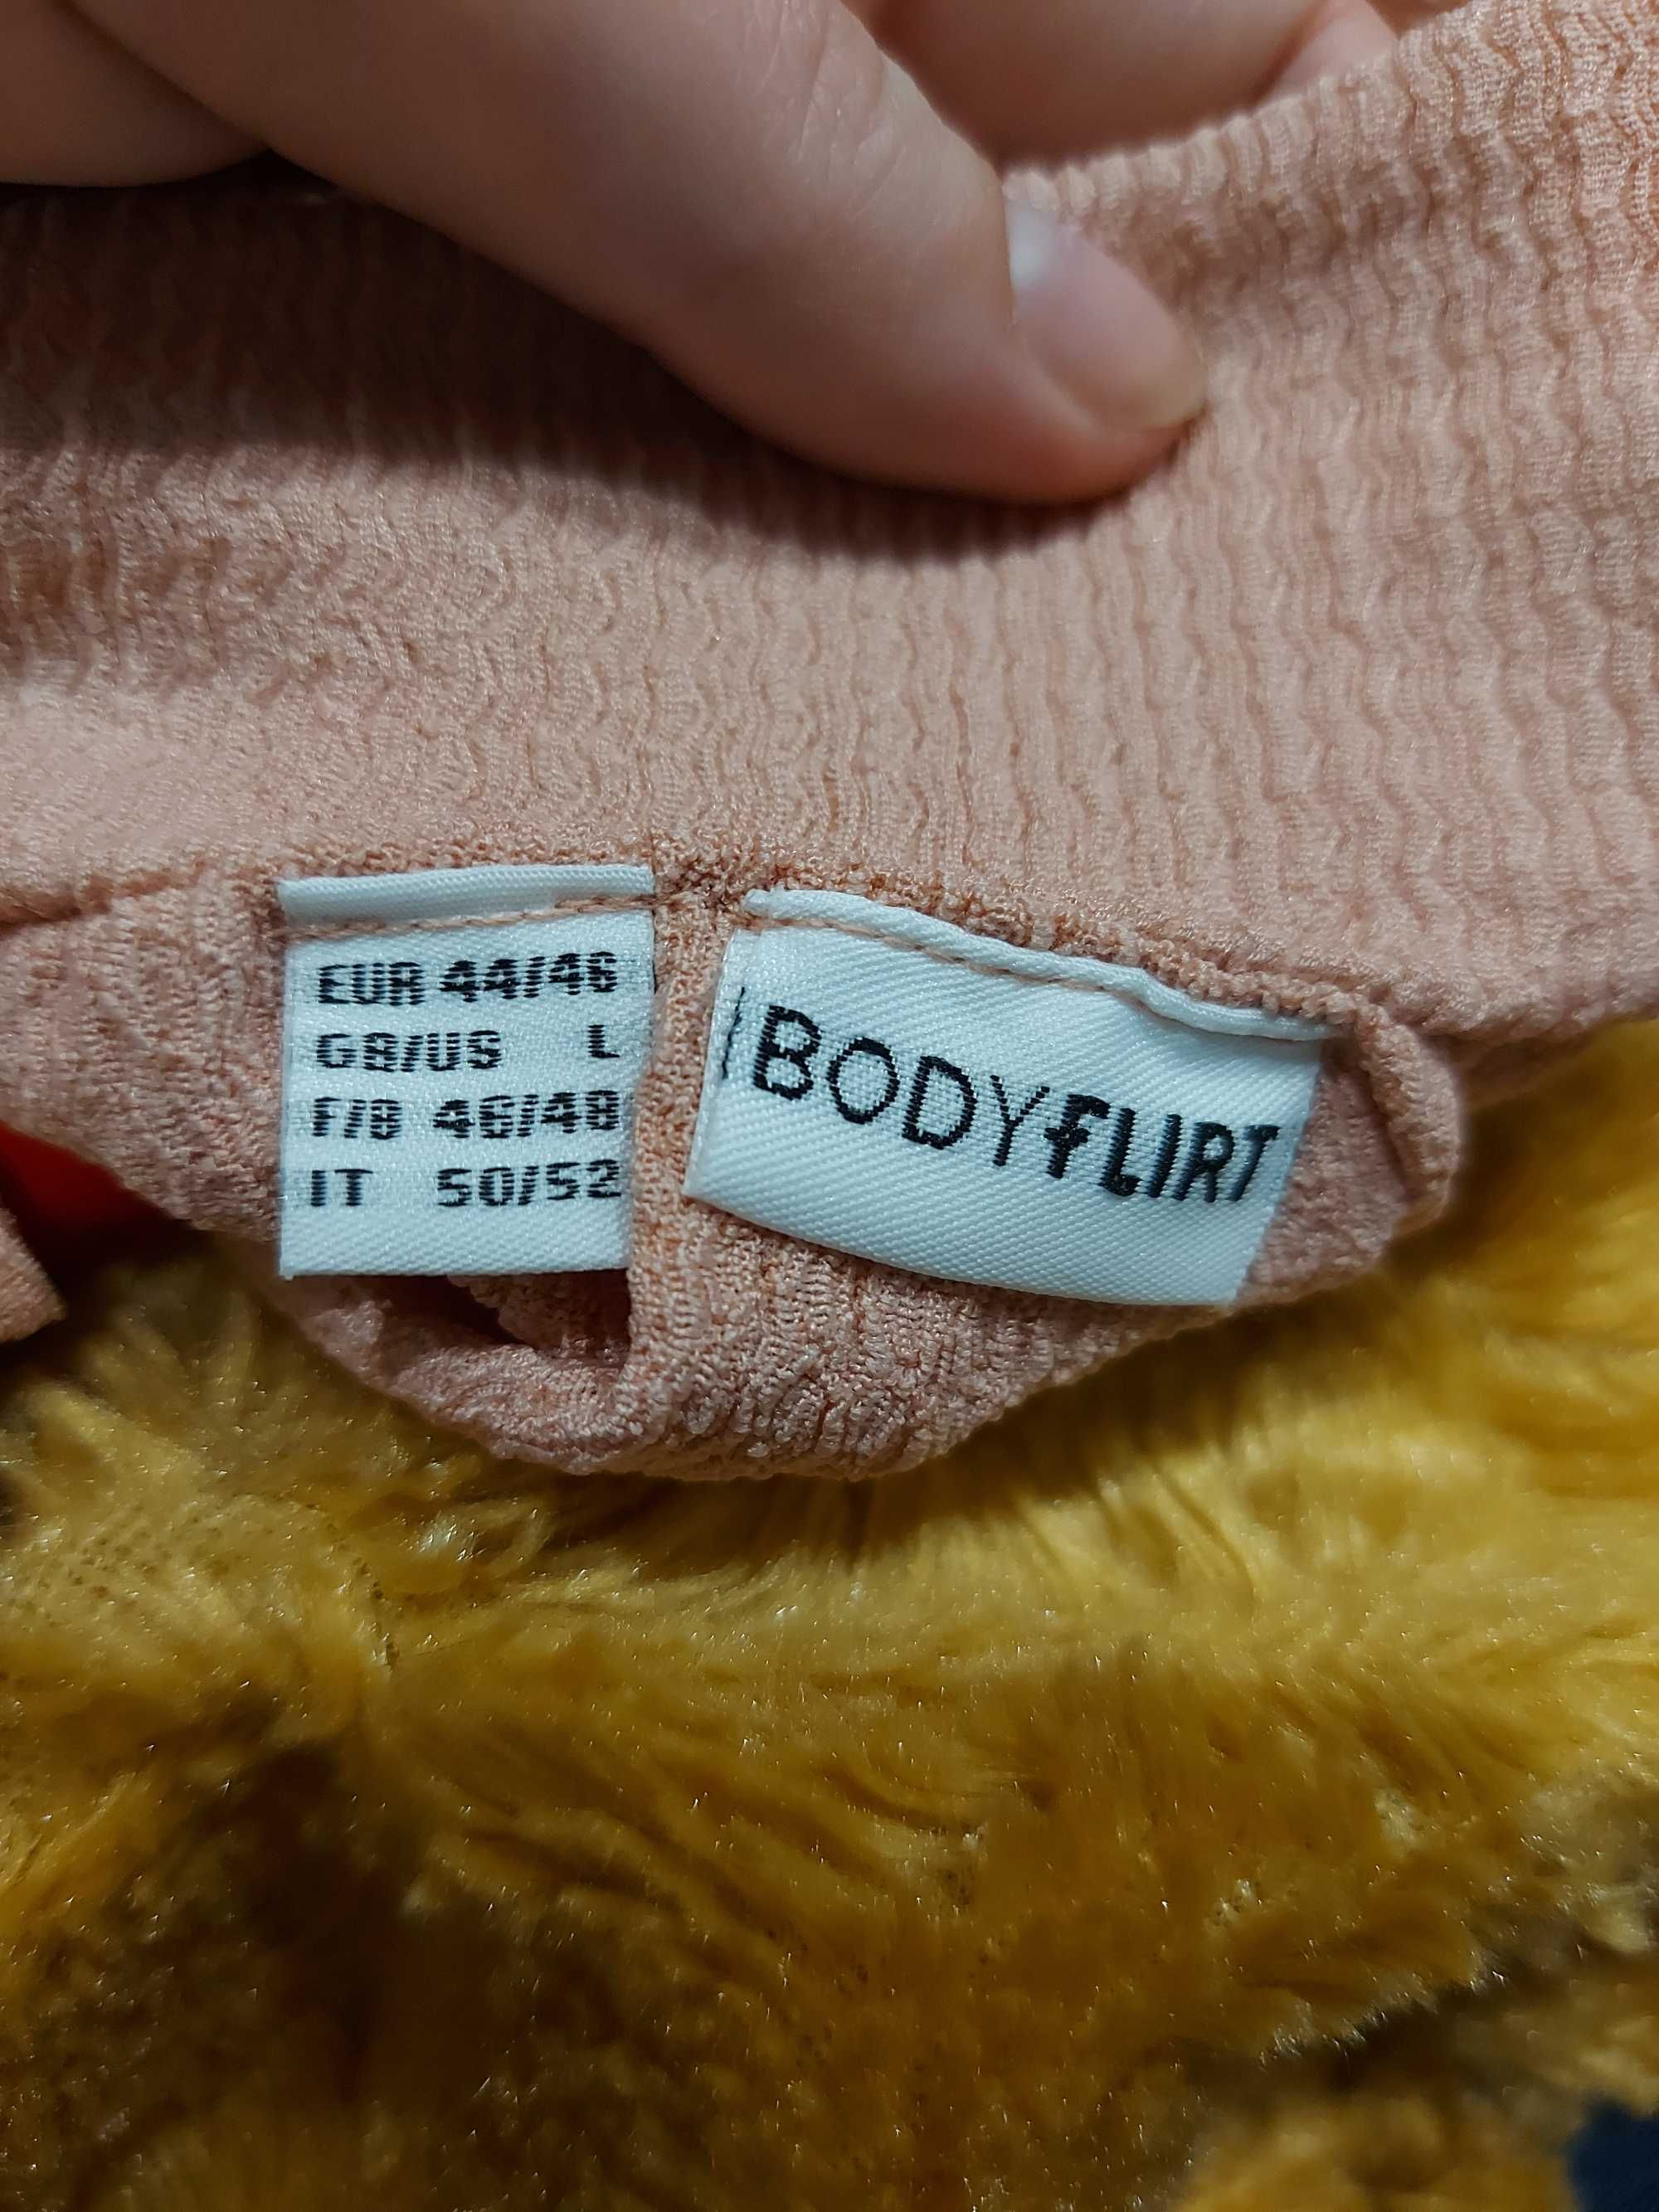 EUR 44/46
GB/US L
F/B 46/48
IT 50/52
BODYFLIRT